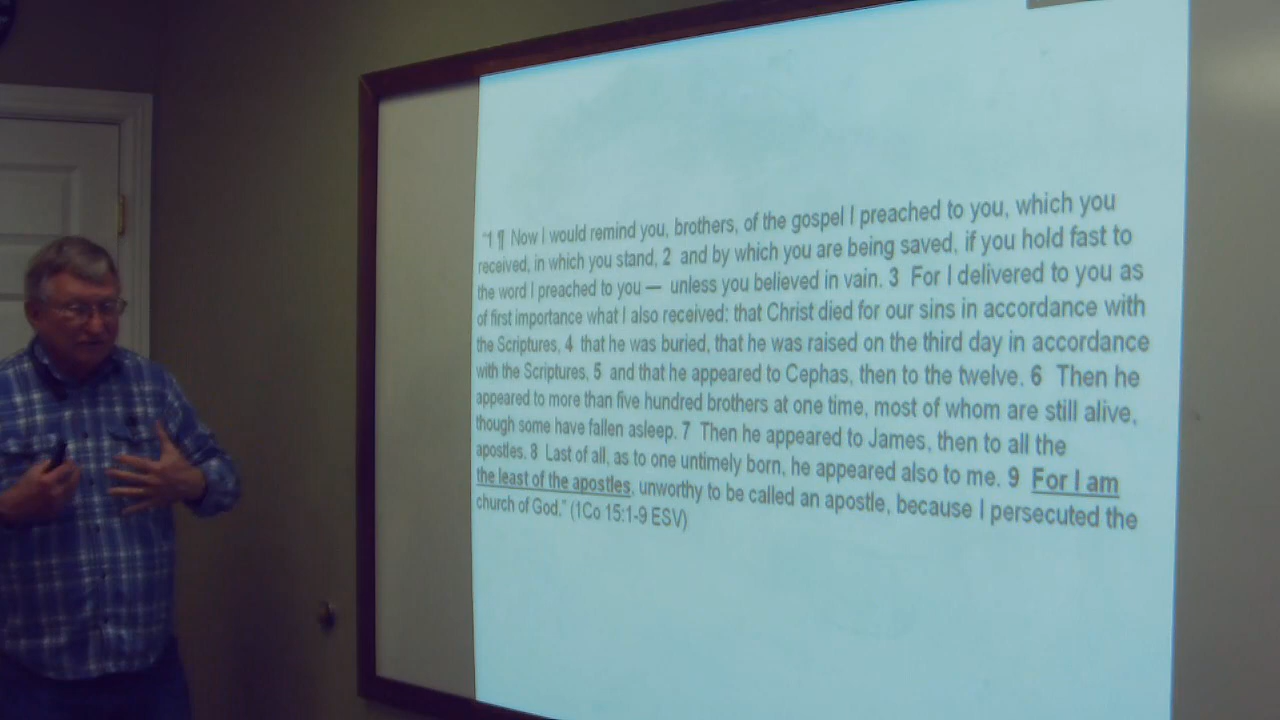 “1 ¶ Now I would remind you, brothers, of the gospel I preached to you, which you
received, in which you stand, 2 and by which you are being saved, if you hold fast to
the word I preached to you — unless you believed in vain. 3 For I delivered to you as
of first importance what I also received: that Christ died for our sins in accordance with
the Scriptures, 4 that he was buried, that he was raised on the third day in accordance
with the Scriptures, 5 and that he appeared to Cephas, then to the twelve. 6 Then he
appeared to more than five hundred brothers at one time, most of whom are still alive,
though some have fallen asleep. 7 Then he appeared to James, then to all the
apostles. 8 Last of all, as to one untimely born, he appeared also to me. 9 For I am
the least of the apostles, unworthy to be called an apostle, because I persecuted the
church of God.” (1Co 15:1-9 ESV)